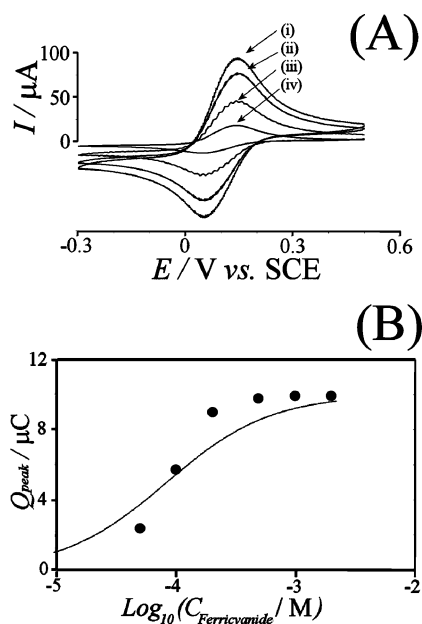 (A)
(i)
(ii)
(iii)
(iv)
I / μA
100
50
0
-0.3 0 0.3 0.6
E / V vs. SCE
(B)
Q_peak / μC
12
8
4
0
-5 -4 -3 -2
Log₁₀(C_Ferricyanide / M)